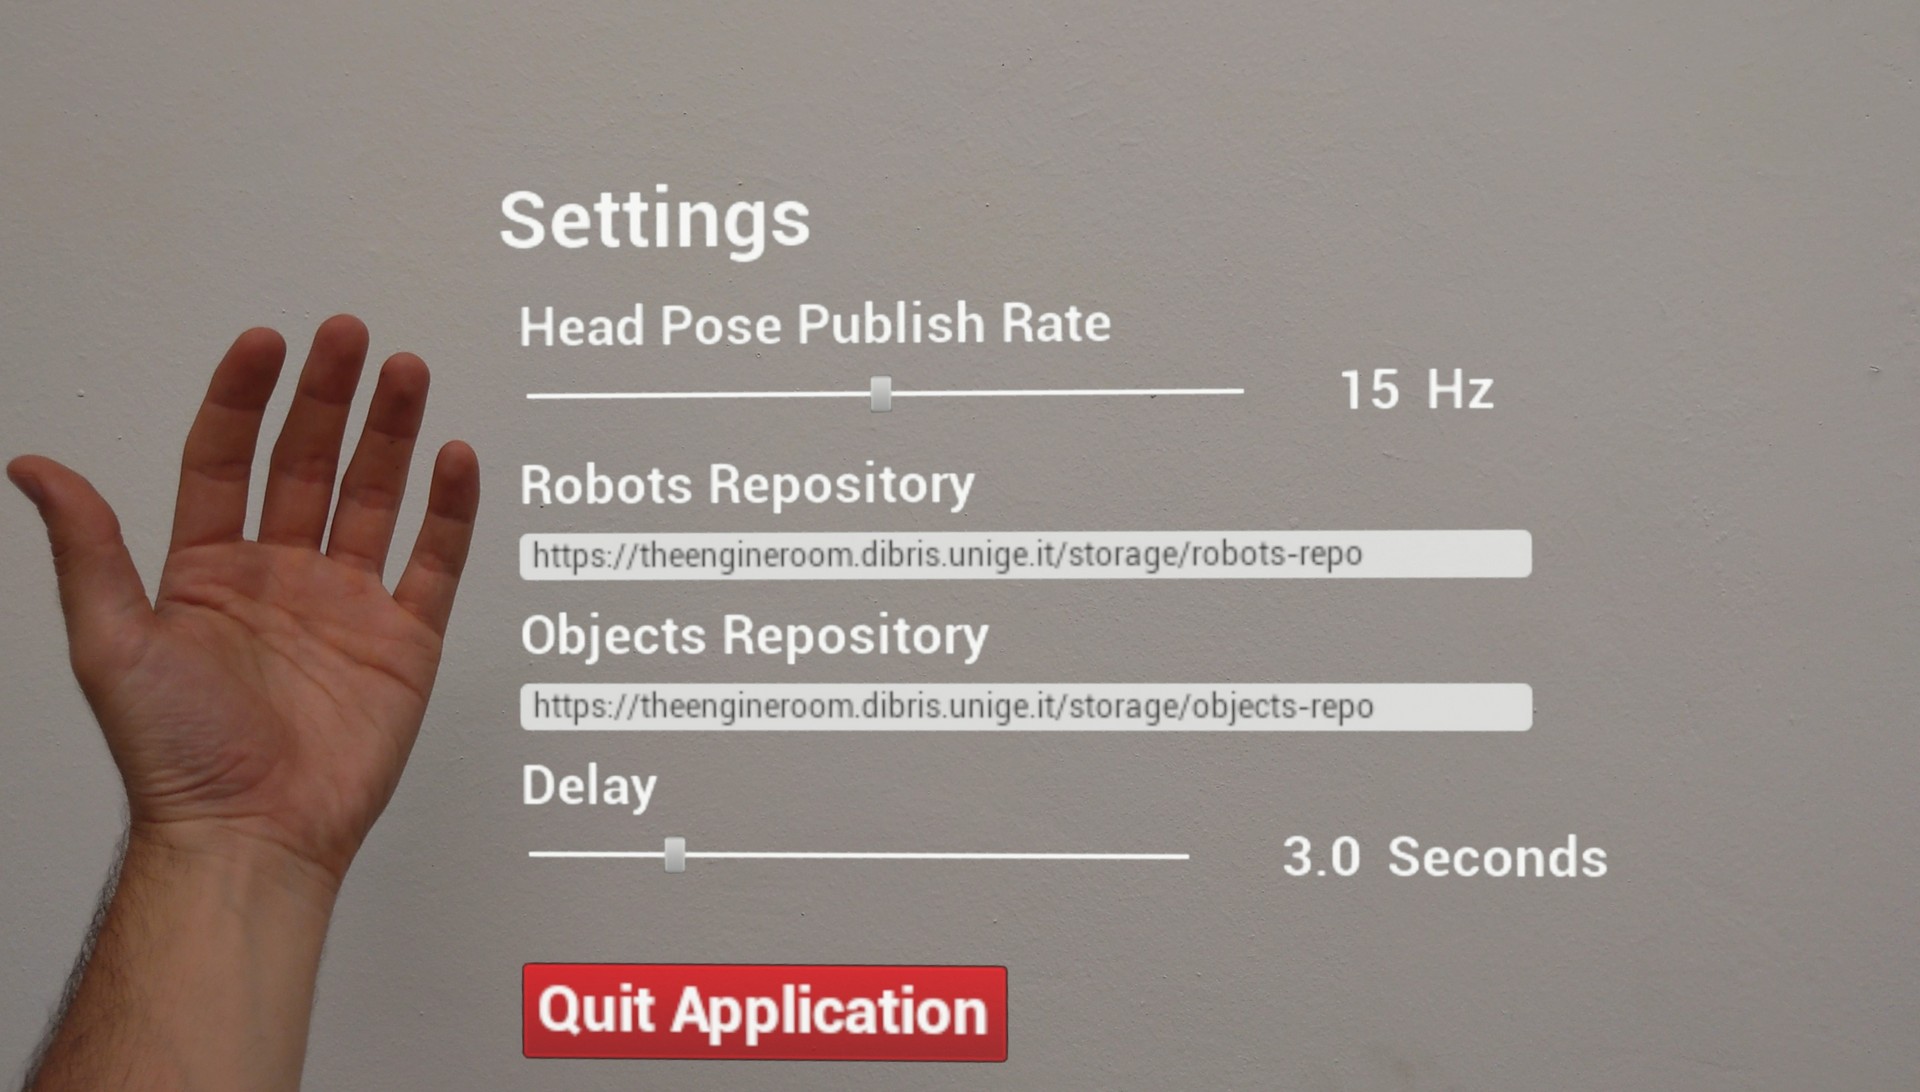 Settings
Head Pose Publish Rate
15 Hz
Robots Repository
https://theengineroom.dibris.unige.it/storage/robots-repo
Objects Repository
https://theengineroom.dibris.unige.it/storage/objects-repo
Delay
3.0 Seconds
Quit Application